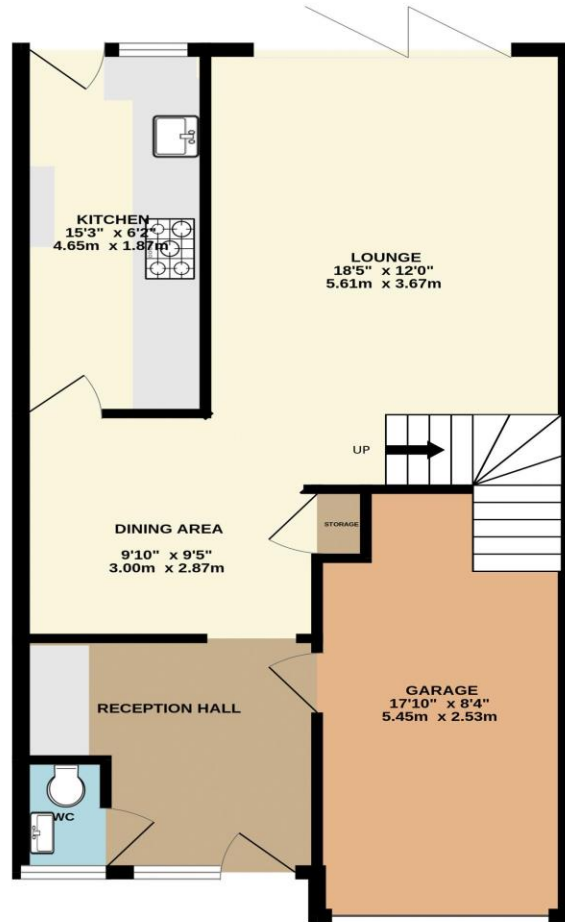 KITCHEN
15'3" x 6'2"
4.65m x 1.87m
LOUNGE
18'5" x 12'0"
5.61m x 3.67m
UP
STORAGE
DINING AREA
9'10" x 9'5"
3.00m x 2.87m
RECEPTION HALL
GARAGE
17'10" x 8'4"
5.45m x 2.53m
WC